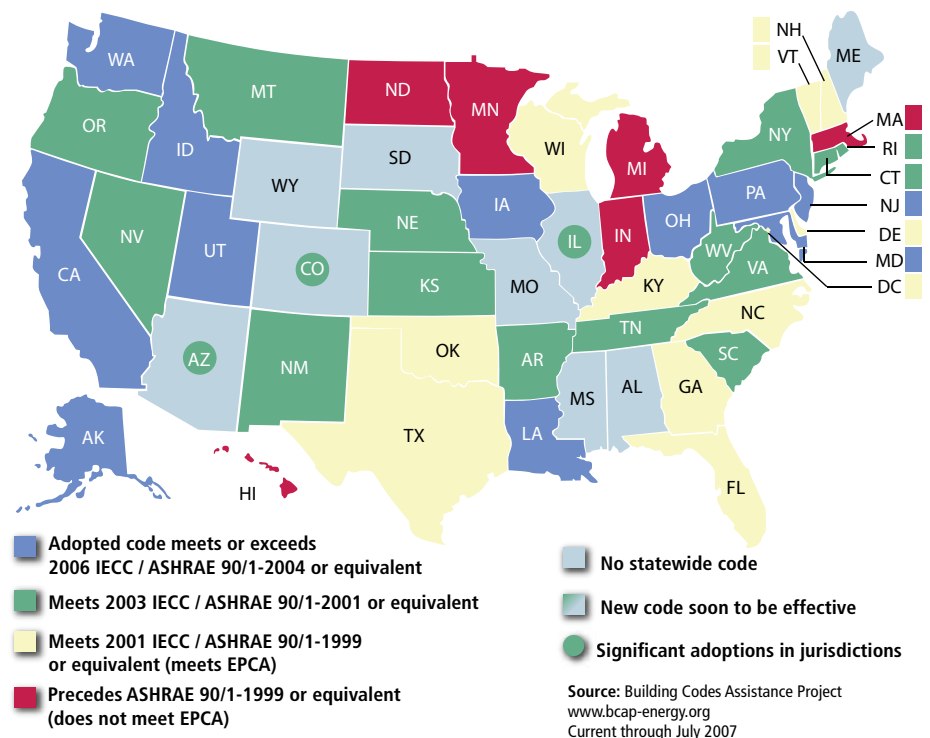 NH
WA
VT
ME
MT
ND
MN
MA
OR
NY
RI
ID
SD
WI
MI
WY
CT
IA
PA
NJ
NE
OH
NV
UT
IL
IN
DE
CA
CO
WV
MD
KS
MO
VA
KY
DC
NC
TN
OK
AZ
NM
AR
SC
MS
AL
GA
TX
LA
AK
FL
HI
Adopted code meets or exceeds
2006 IECC / ASHRAE 90/1-2004 or equivalent
Meets 2003 IECC / ASHRAE 90/1-2001 or equivalent
Meets 2001 IECC / ASHRAE 90/1-1999
or equivalent (meets EPCA)
Precedes ASHRAE 90/1-1999 or equivalent
(does not meet EPCA)
No statewide code
New code soon to be effective
Significant adoptions in jurisdictions
Source: Building Codes Assistance Project
www.bcap-energy.org
Current through July 2007